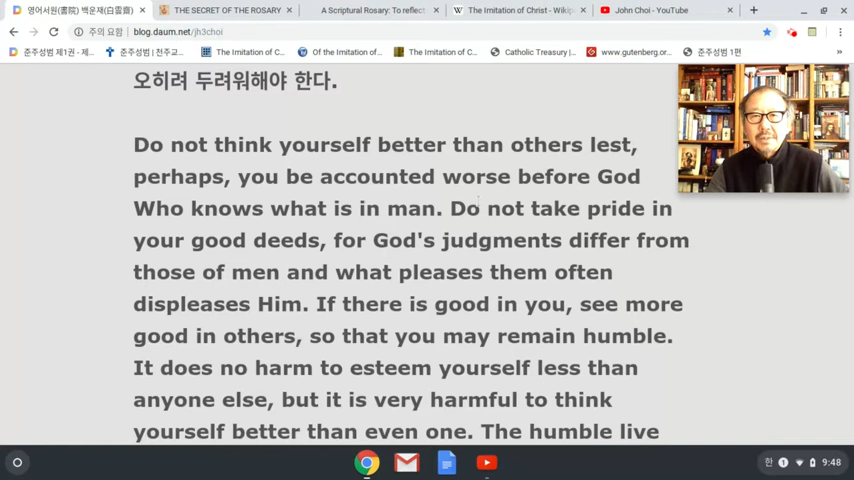 영어서원(書院) 백운재(白雲齋)
THE SECRET OF THE ROSARY
A Scriptural Rosary: To reflect
The Imitation of Christ - Wikip
John Choi - YouTube
주의 요함 blog.daum.net/jh3choi
준주성범 제1권 - 제...
준주성범 | 천주교...
The Imitation of C...
Of the Imitation of...
The Imitation of C...
Catholic Treasury |...
www.gutenberg.or...
준주성범 1편
오히려 두려워해야 한다.
Do not think yourself better than others lest,
perhaps, you be accounted worse before God
Who knows what is in man. Do not take pride in
your good deeds, for God's judgments differ from
those of men and what pleases them often
displeases Him. If there is good in you, see more
good in others, so that you may remain humble.
It does no harm to esteem yourself less than
anyone else, but it is very harmful to think
yourself better than even one. The humble live
한 1 9:48